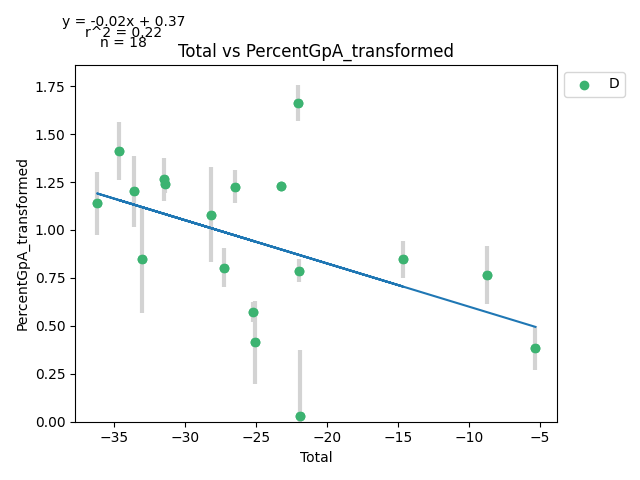 y = -0.02x + 0.37
r^2 = 0.22
n = 18
Total vs PercentGpA_transformed
D
PercentGpA_transformed
1.75
1.50
1.25
1.00
0.75
0.50
0.25
0.00
−35 −30 −25 −20 −15 −10 −5
Total